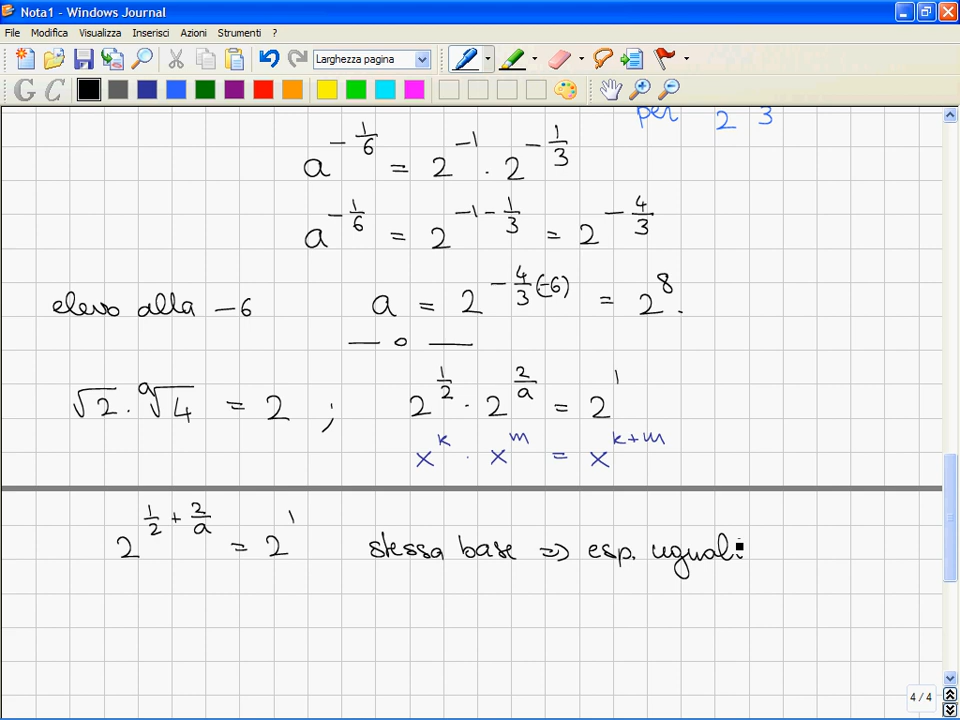 Nota1 - Windows Journal
File Modifica Visualizza Inserisci Azioni Strumenti ?
Larghezza pagina
G C
per 2 3
a^{-1/6} = 2^{-1} · 2^{-1/3}
a^{-1/6} = 2^{-1-1/3} = 2^{-4/3}
elevo alla -6 a = 2^{-4/3(-6)} = 2^8.
— o —
√2 · ᵃ√4 = 2 ; 2^{1/2} · 2^{2/a} = 2^1
x^k · x^m = x^{k+m}
2^{1/2+2/a} = 2^1 stessa base ⇒ esp. uguali
4 / 4